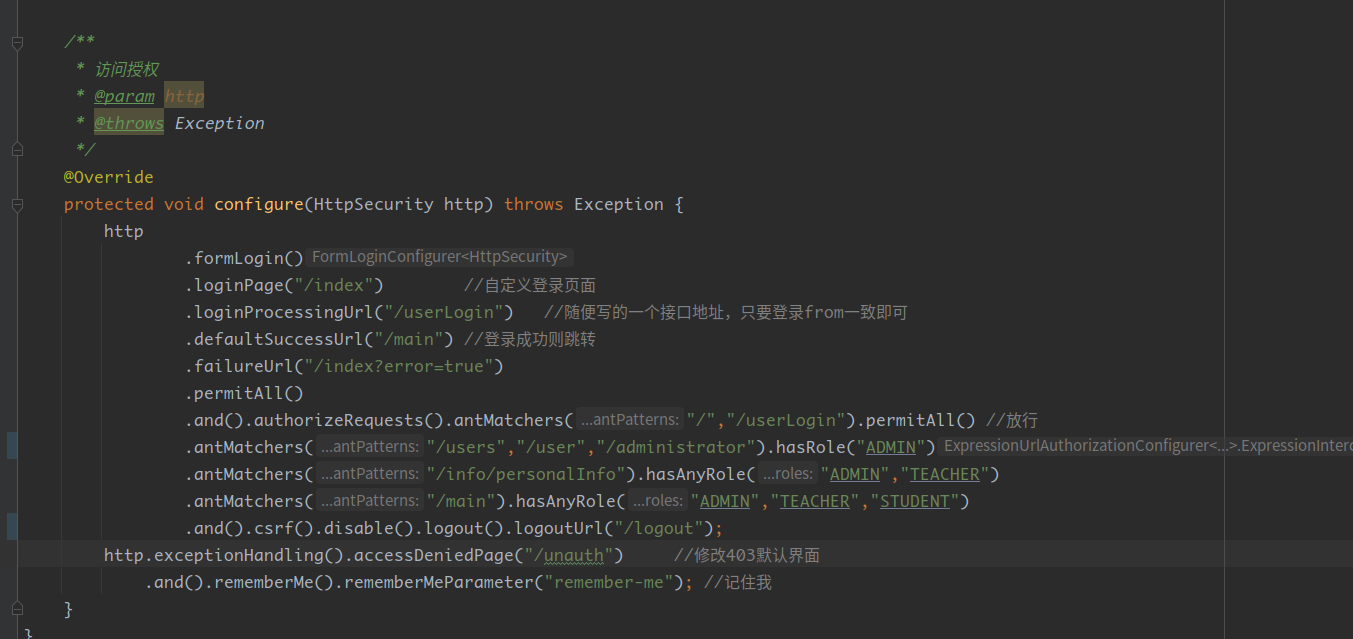 /**
 * 访问授权
 * @param http
 * @throws Exception
 */
@Override
protected void configure(HttpSecurity http) throws Exception {
http
.formLogin() FormLoginConfigurer<HttpSecurity>
.loginPage("/index") //自定义登录页面
.loginProcessingUrl("/userLogin") //随便写的一个接口地址，只要登录from一致即可
.defaultSuccessUrl("/main") //登录成功则跳转
.failureUrl("/index?error=true")
.permitAll()
.and().authorizeRequests().antMatchers( ...antPatterns: "/","/userLogin").permitAll() //放行
.antMatchers( ...antPatterns: "/users","/user","/administrator").hasRole("ADMIN") ExpressionUrlAuthorizationConfigurer<...>.ExpressionInterc
.antMatchers( ...antPatterns: "/info/personalInfo").hasAnyRole( ...roles: "ADMIN","TEACHER")
.antMatchers( ...antPatterns: "/main").hasAnyRole( ...roles: "ADMIN","TEACHER","STUDENT")
.and().csrf().disable().logout().logoutUrl("/logout");
http.exceptionHandling().accessDeniedPage("/unauth") //修改403默认界面
.and().rememberMe().rememberMeParameter("remember-me"); //记住我
}
}